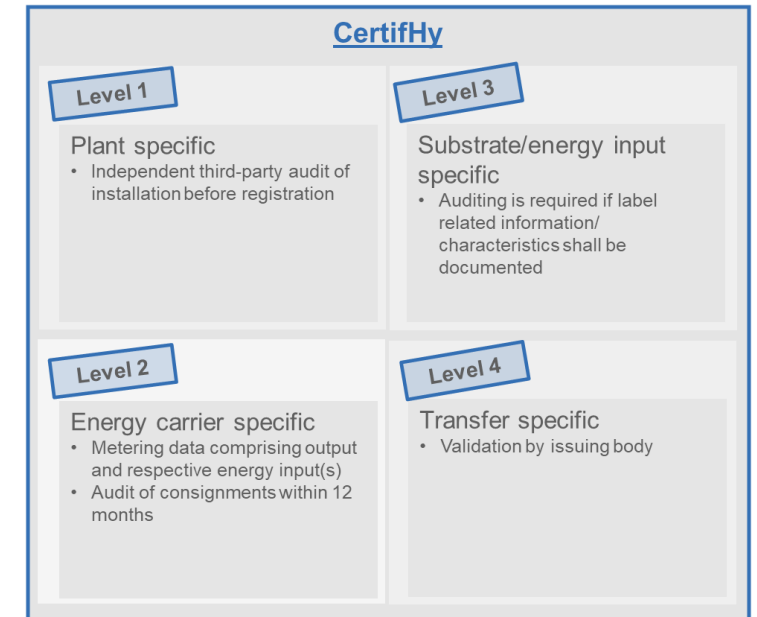 CertifHy
Level 1
Plant specific
• Independent third-party audit of
installation before registration
Level 2
Energy carrier specific
• Metering data comprising output
and respective energy input(s)
• Audit of consignments within 12
months
Level 3
Substrate/energy input
specific
• Auditing is required if label
related information/
characteristics shall be
documented
Level 4
Transfer specific
• Validation by issuing body